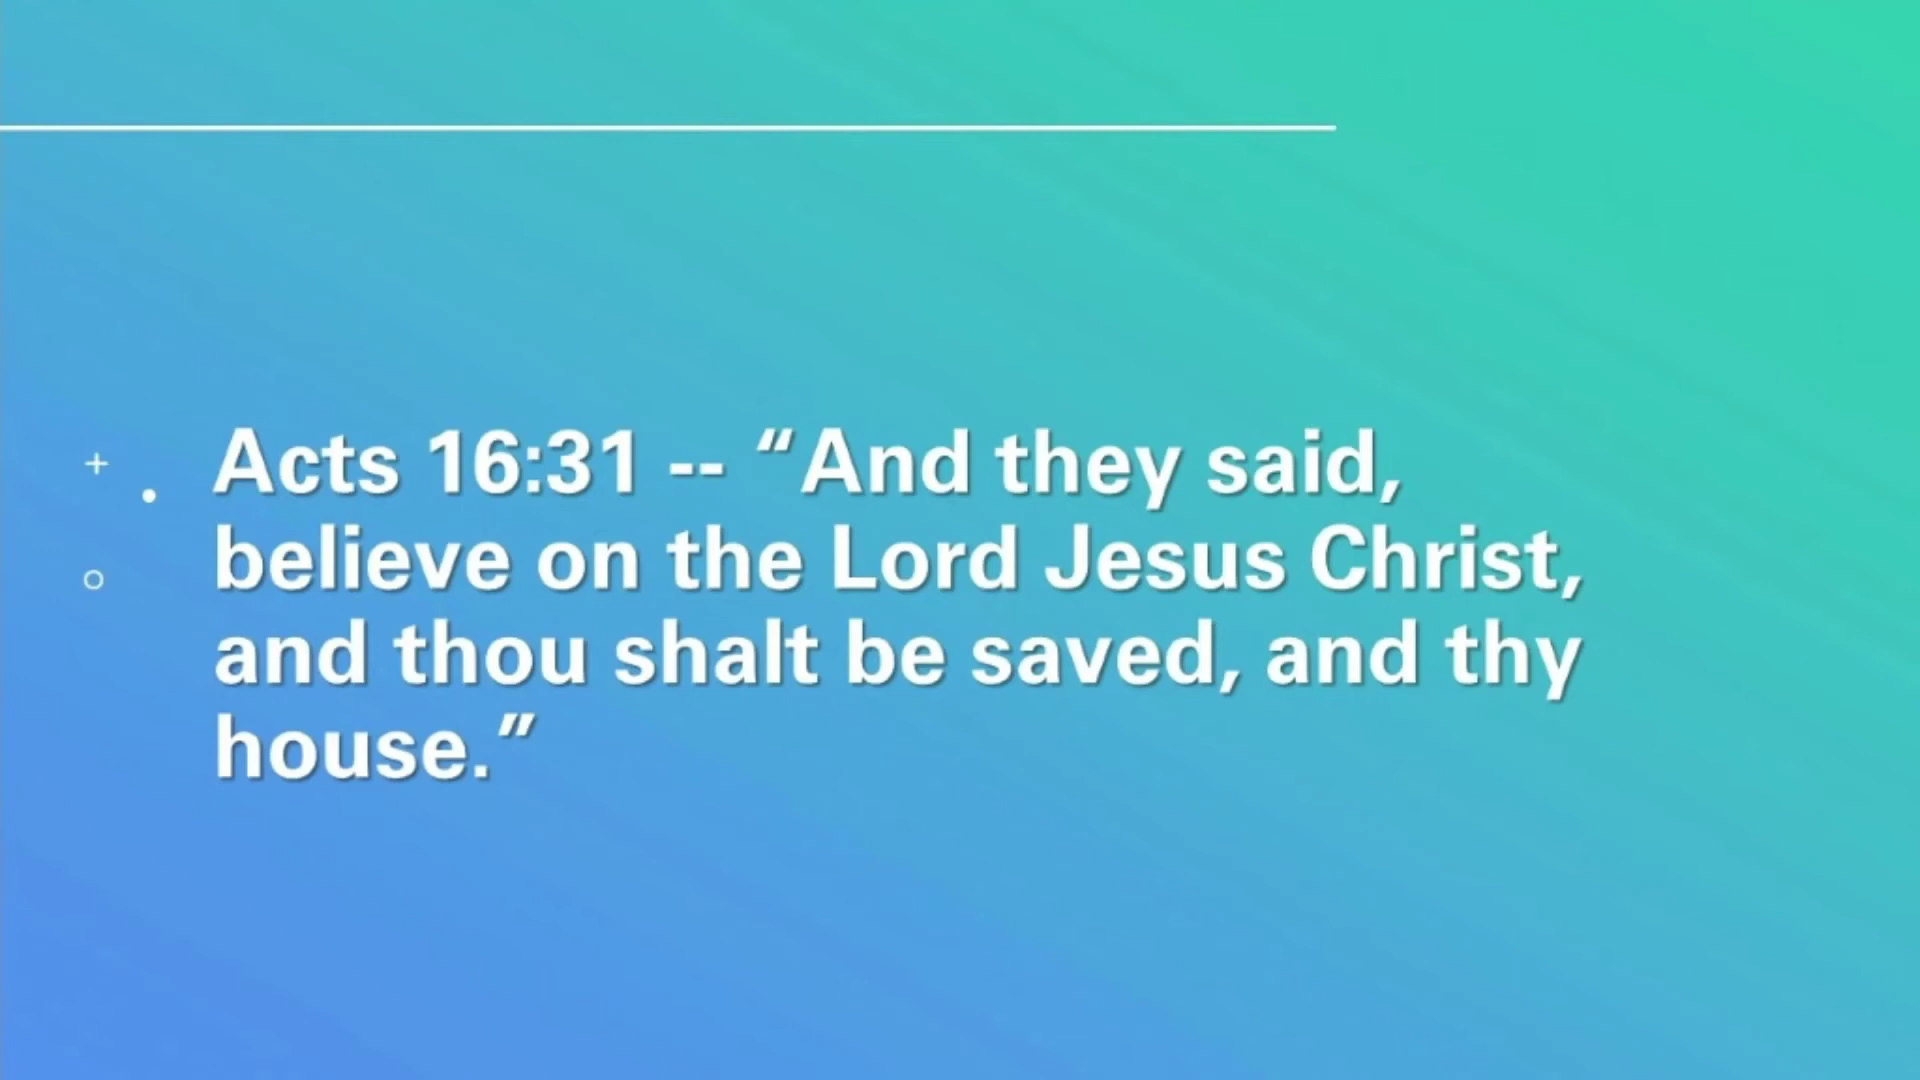 Acts 16:31 -- “And they said,
believe on the Lord Jesus Christ,
and thou shalt be saved, and thy
house.”